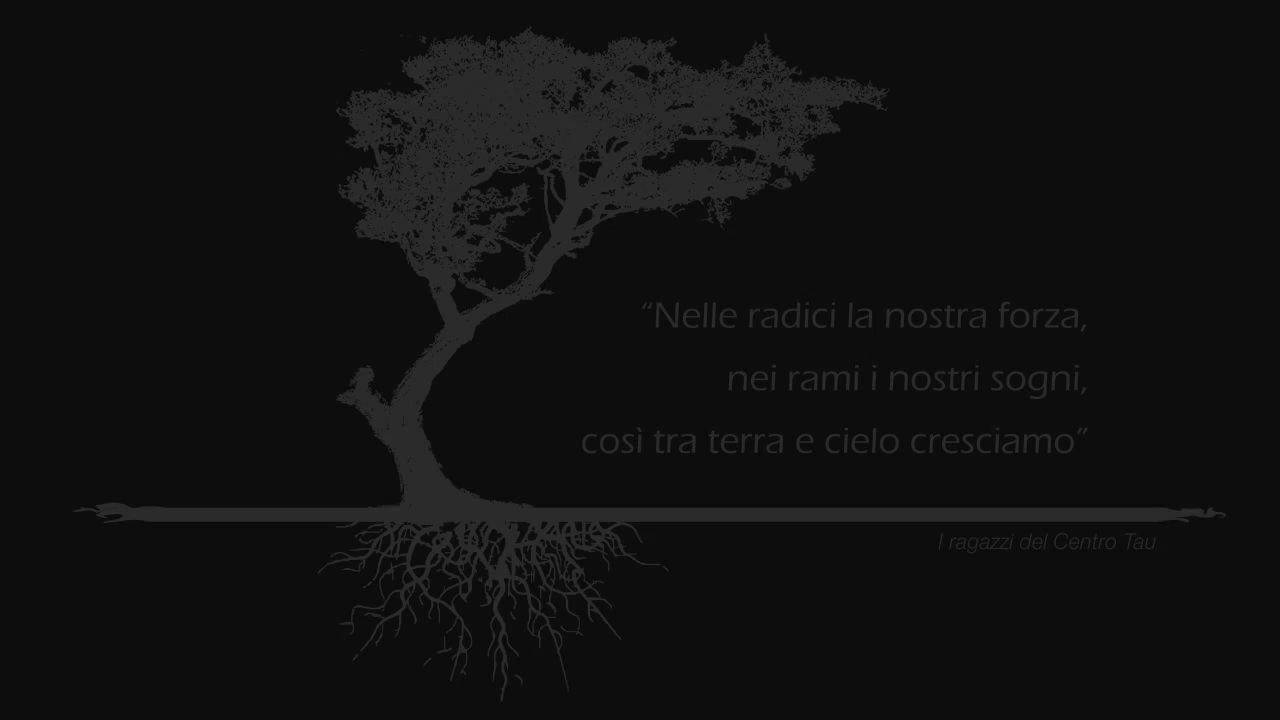 “Nelle radici la nostra forza,
nei rami i nostri sogni,
così tra terra e cielo cresciamo”
I ragazzi del Centro Tau